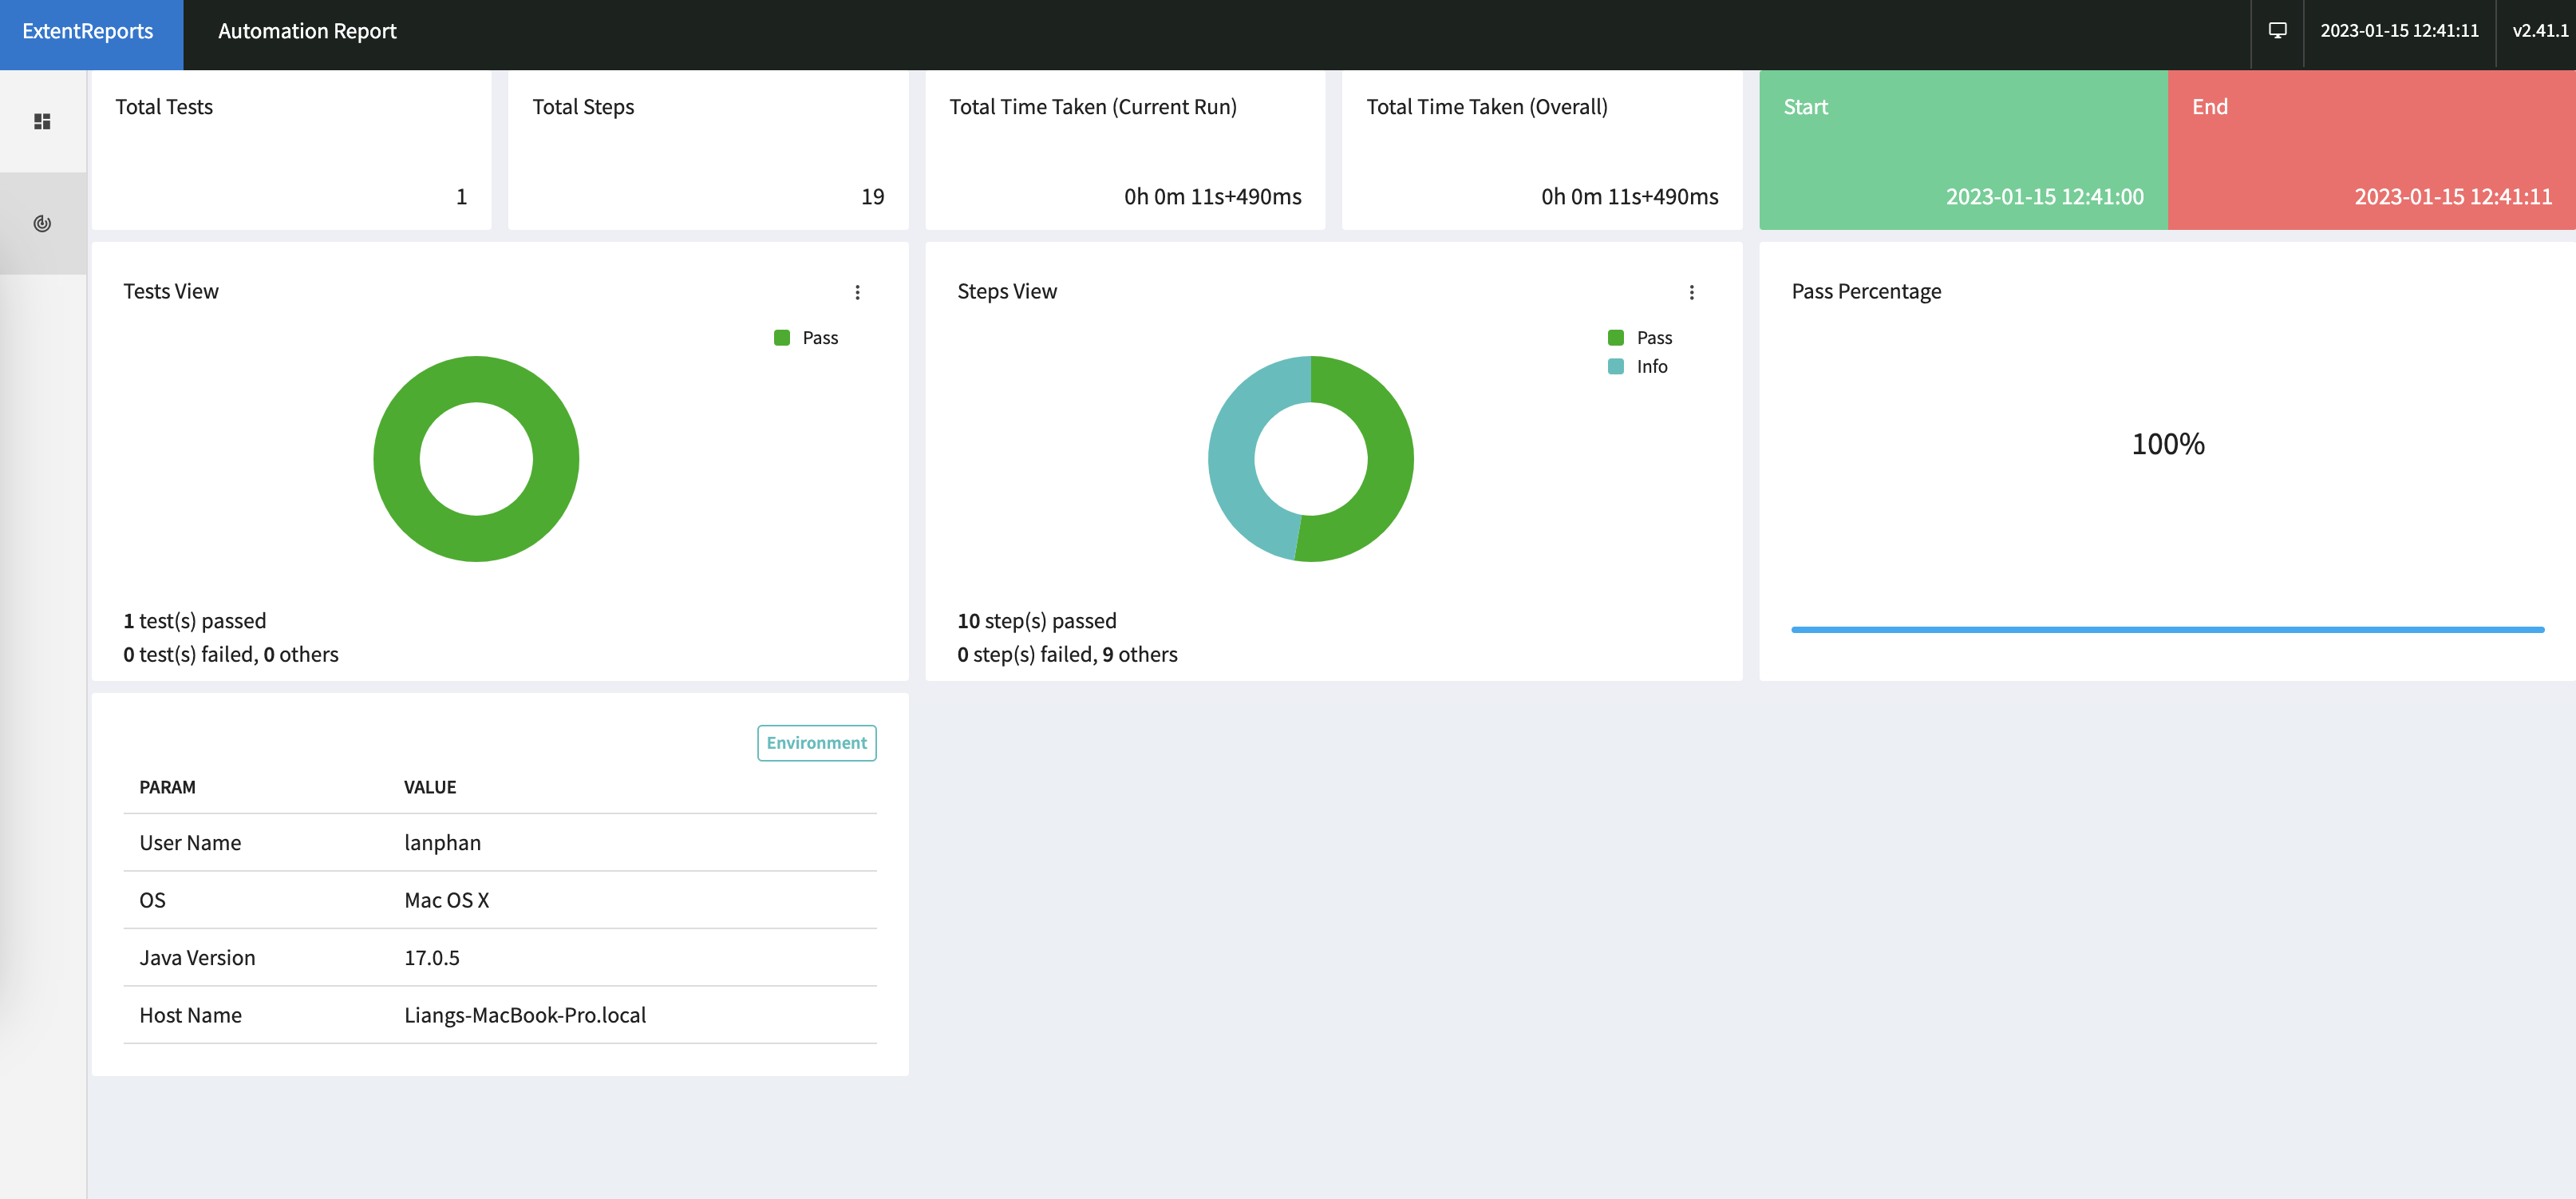 ExtentReports
Automation Report
2023-01-15 12:41:11
v2.41.1
Total Tests
1
Total Steps
19
Total Time Taken (Current Run)
0h 0m 11s+490ms
Total Time Taken (Overall)
0h 0m 11s+490ms
Start
2023-01-15 12:41:00
End
2023-01-15 12:41:11
Tests View
Pass
1 test(s) passed
0 test(s) failed, 0 others
Steps View
Pass
Info
10 step(s) passed
0 step(s) failed, 9 others
Pass Percentage
100%
Environment
PARAM VALUE
User Name lanphan
OS Mac OS X
Java Version 17.0.5
Host Name Liangs-MacBook-Pro.local